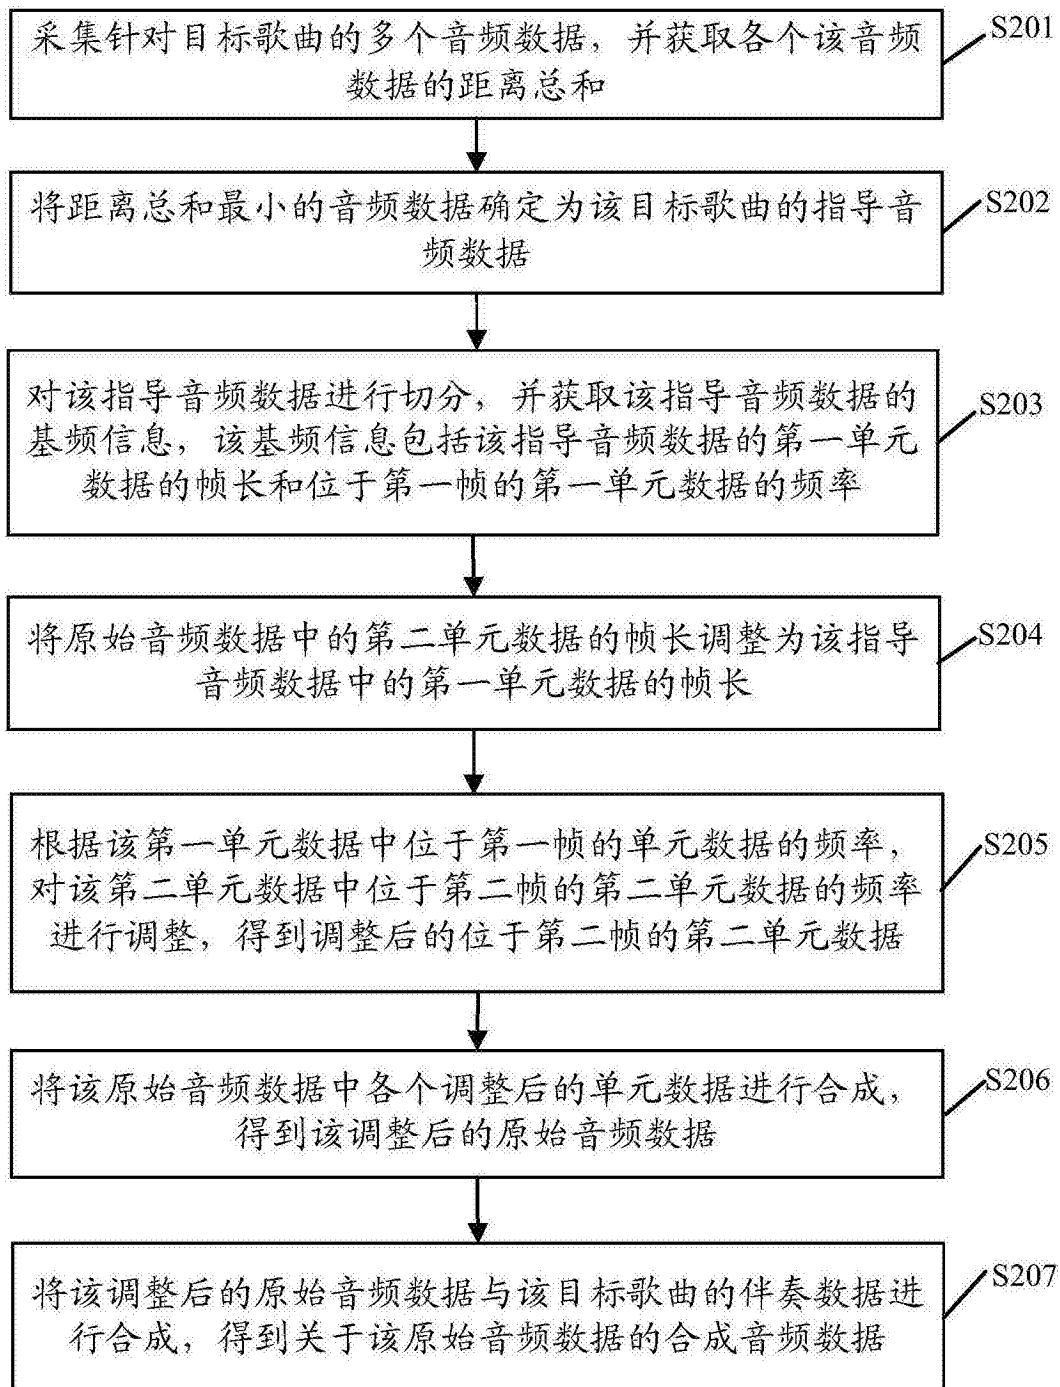 采集针对目标歌曲的多个音频数据，并获取各个该音频
数据的距离总和
S201
将距离总和最小的音频数据确定为该目标歌曲的指导音
频数据
S202
对该指导音频数据进行切分，并获取该指导音频数据的
基频信息，该基频信息包括该指导音频数据的第一单元
数据的帧长和位于第一帧的第一单元数据的频率
S203
将原始音频数据中的第二单元数据的帧长调整为该指导
音频数据中的第一单元数据的帧长
S204
根据该第一单元数据中位于第一帧的单元数据的频率，
对该第二单元数据中位于第二帧的第二单元数据的频率
进行调整，得到调整后的位于第二帧的第二单元数据
S205
将该原始音频数据中各个调整后的单元数据进行合成，
得到该调整后的原始音频数据
S206
将该调整后的原始音频数据与该目标歌曲的伴奏数据进
行合成，得到关于该原始音频数据的合成音频数据
S207